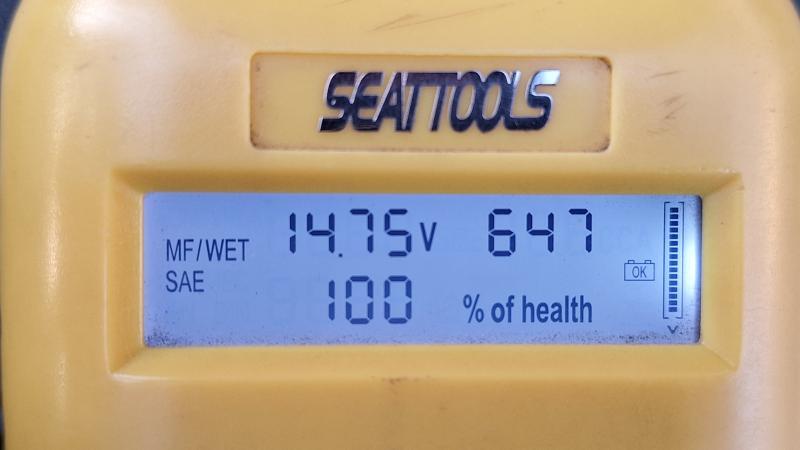 SEATTOOLS
MF/WET 14.75V 647
SAE 100 % of health
OK